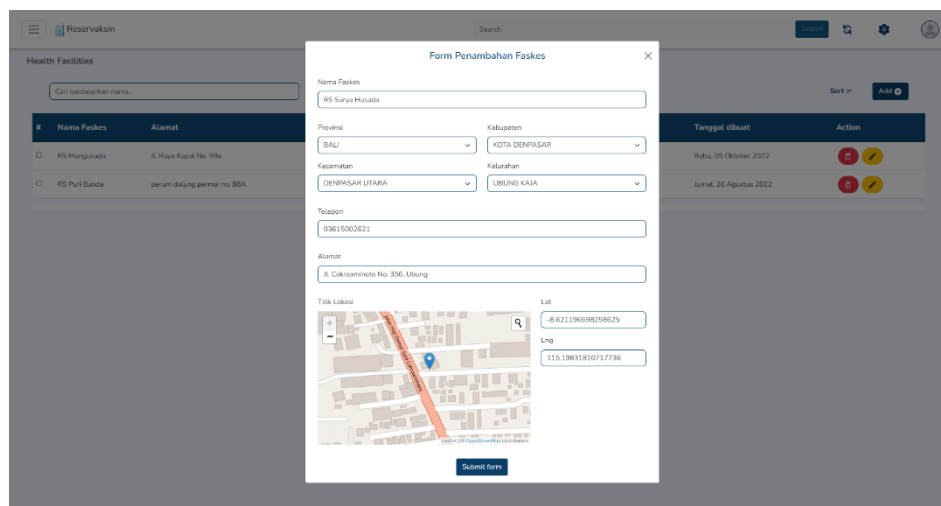 Reservaksin
Search
Search
Health Facilities
Cari berdasarkan nama..
Sort
Add
# Nama Faskes Alamat Tanggal dibuat Action
RS Mangusada Jl. Raya Kapal No. 99x Rabu, 05 Oktober 2022
RS Puri Bunda perum dalung permai no. 88A Jumat, 26 Agustus 2022
Form Penambahan Faskes
Nama Faskes
RS Surya Husada
Provinsi Kabupaten
BALI KOTA DENPASAR
Kecamatan Kelurahan
DENPASAR UTARA UBUNG KAJA
Telepon
03615002621
Alamat
Jl. Cokroaminoto No. 356, Ubung
Titik Lokasi
Lat
-8.621196698258625
Lng
115.19831810717736
+
−
Leaflet | © OpenStreetMap contributors
Submit form